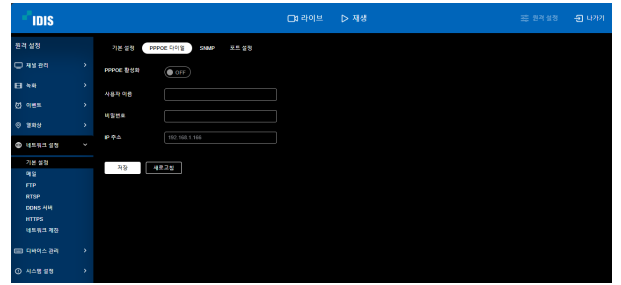 IDIS
라이브
재생
원격 설정
나가기
원격 설정
채널 관리
녹화
이벤트
열화상
네트워크 설정
기본 설정
메일
FTP
RTSP
DDNS 서버
HTTPS
네트워크 제한
디바이스 관리
시스템 설정
기본 설정
PPPOE 다이얼
SNMP
포트 설정
PPPOE 활성화
OFF
사용자 이름
비밀번호
IP 주소
192.168.1.166
저장
새로고침